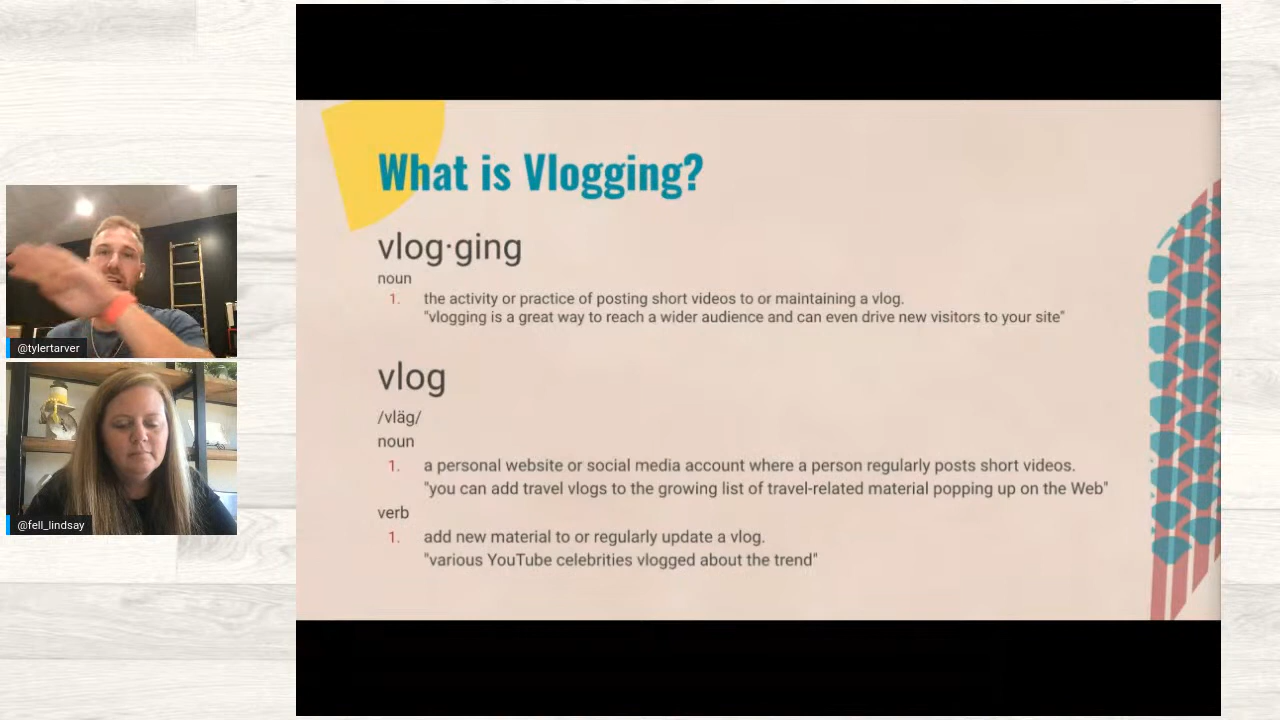 What is Vlogging?
vlog·ging
noun
1. the activity or practice of posting short videos to or maintaining a vlog.
"vlogging is a great way to reach a wider audience and can even drive new visitors to your site"
vlog
/vläg/
noun
1. a personal website or social media account where a person regularly posts short videos.
"you can add travel vlogs to the growing list of travel-related material popping up on the Web"
verb
1. add new material to or regularly update a vlog.
"various YouTube celebrities vlogged about the trend"
@tylertarver
@fell_lindsay